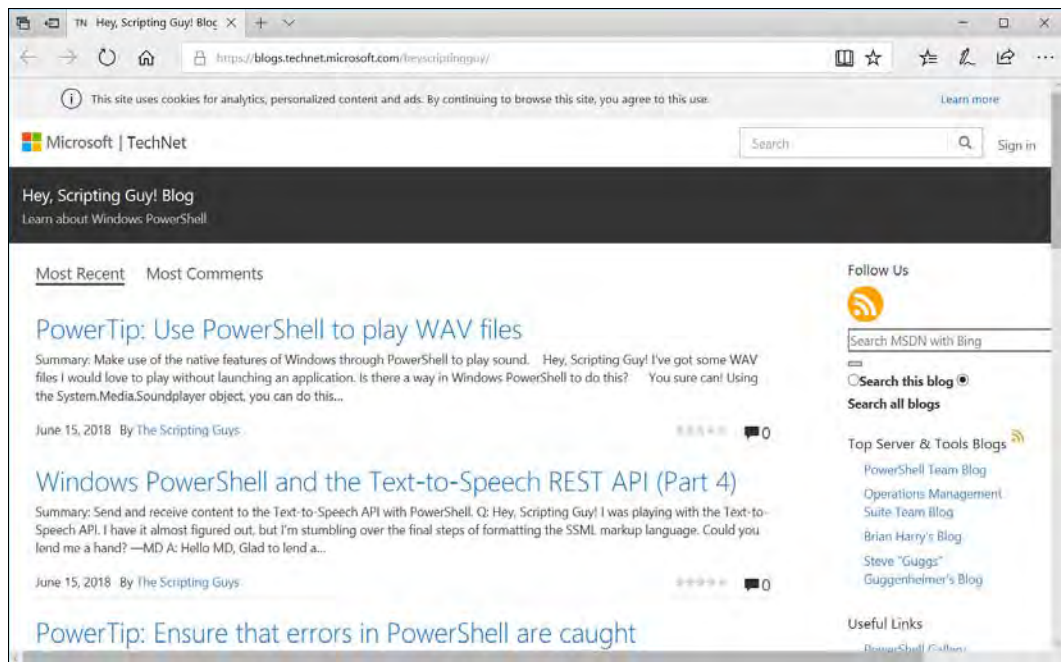 TN Hey, Scripting Guy! Blog
https://blogs.technet.microsoft.com/heyscriptingguy/
This site uses cookies for analytics, personalized content and ads. By continuing to browse this site, you agree to this use.
Learn more
Microsoft | TechNet
Search
Sign in
Hey, Scripting Guy! Blog
Learn about Windows PowerShell
Most Recent Most Comments
PowerTip: Use PowerShell to play WAV files
Summary: Make use of the native features of Windows through PowerShell to play sound. Hey, Scripting Guy! I've got some WAV
files I would love to play without launching an application. Is there a way in Windows PowerShell to do this? You sure can! Using
the System.Media.Soundplayer object, you can do this...
June 15, 2018 By The Scripting Guys
0
Windows PowerShell and the Text-to-Speech REST API (Part 4)
Summary: Send and receive content to the Text-to-Speech API with PowerShell. Q: Hey, Scripting Guy! I was playing with the Text-to-
Speech API. I have it almost figured out, but I'm stumbling over the final steps of formatting the SSML markup language. Could you
lend me a hand? —MD A: Hello MD, Glad to lend a...
June 15, 2018 By The Scripting Guys
0
PowerTip: Ensure that errors in PowerShell are caught
Follow Us
Search MSDN with Bing
Search this blog
Search all blogs
Top Server & Tools Blogs
PowerShell Team Blog
Operations Management
Suite Team Blog
Brian Harry's Blog
Steve "Guggs"
Guggenheimer's Blog
Useful Links
PowerShell Gallery